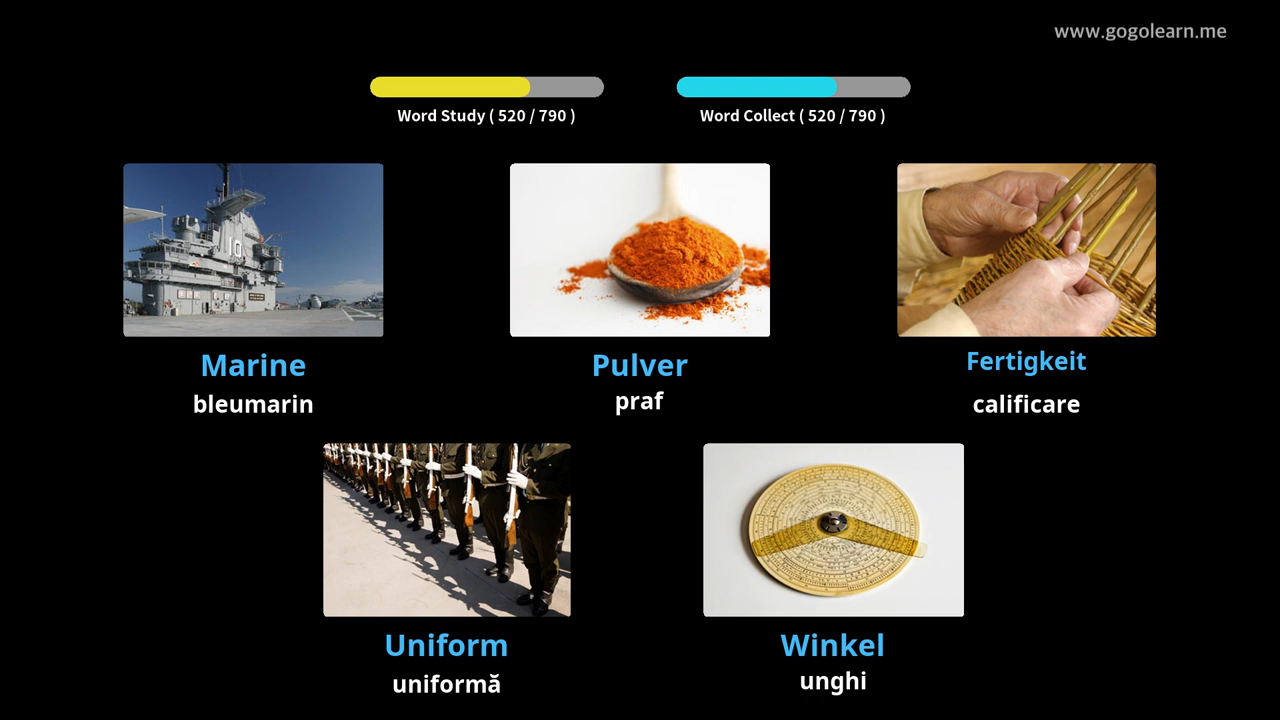 www.gogolearn.me
Word Study ( 520 / 790 )
Word Collect ( 520 / 790 )
16
Marine
bleumarin
Pulver
praf
Fertigkeit
calificare
Uniform
uniformă
Winkel
unghi